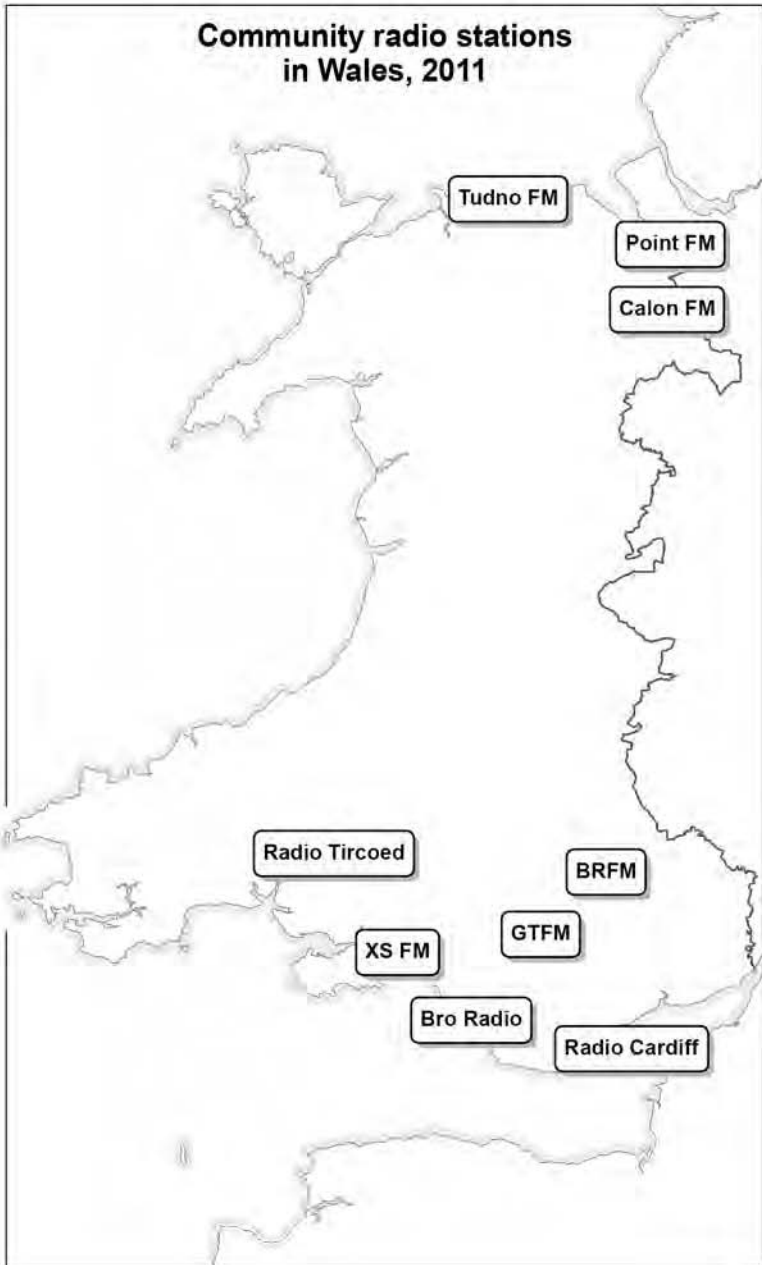 Community radio stations
in Wales, 2011
Tudno FM
Point FM
Calon FM
Radio Tircoed
BRFM
GTFM
XS FM
Bro Radio
Radio Cardiff